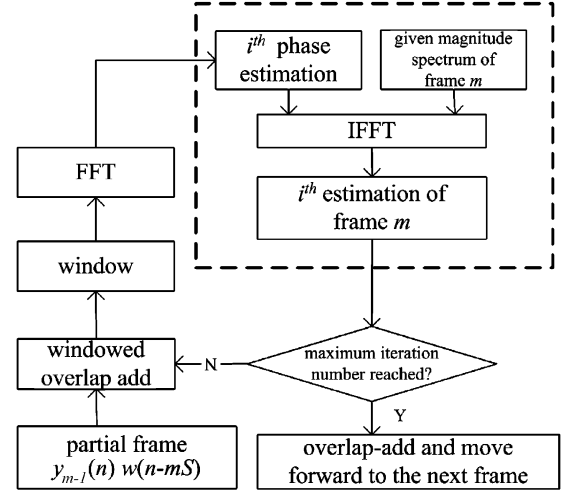 i^th phase
estimation
given magnitude
spectrum of
frame m
IFFT
FFT
i^th estimation of
frame m
window
maximum iteration
number reached?
N
windowed
overlap add
Y
partial frame
y_{m-1}(n) w(n-mS)
overlap-add and move
forward to the next frame